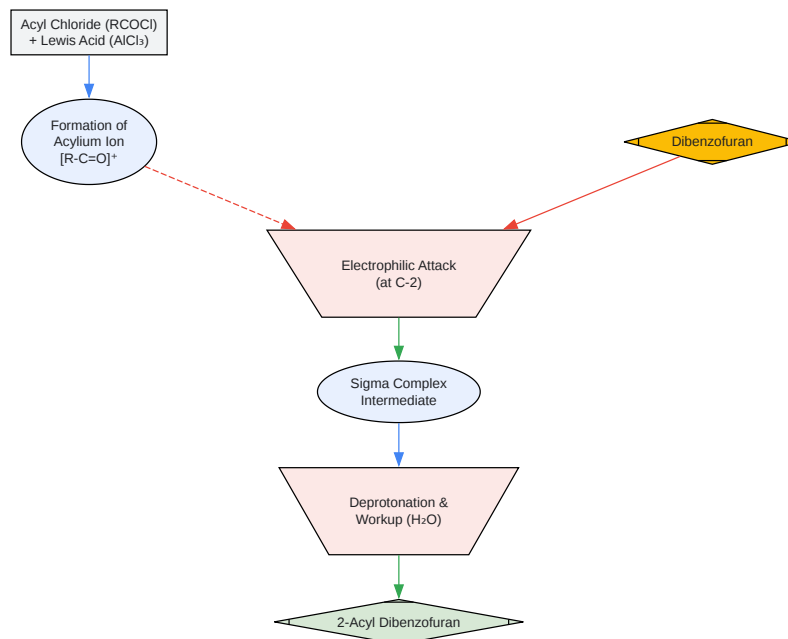 Acyl Chloride (RCOCl)
+ Lewis Acid (AlCl₃)
Formation of
Acylium Ion
[R-C=O]⁺
Dibenzofuran
Electrophilic Attack
(at C-2)
Sigma Complex
Intermediate
Deprotonation &
Workup (H₂O)
2-Acyl Dibenzofuran